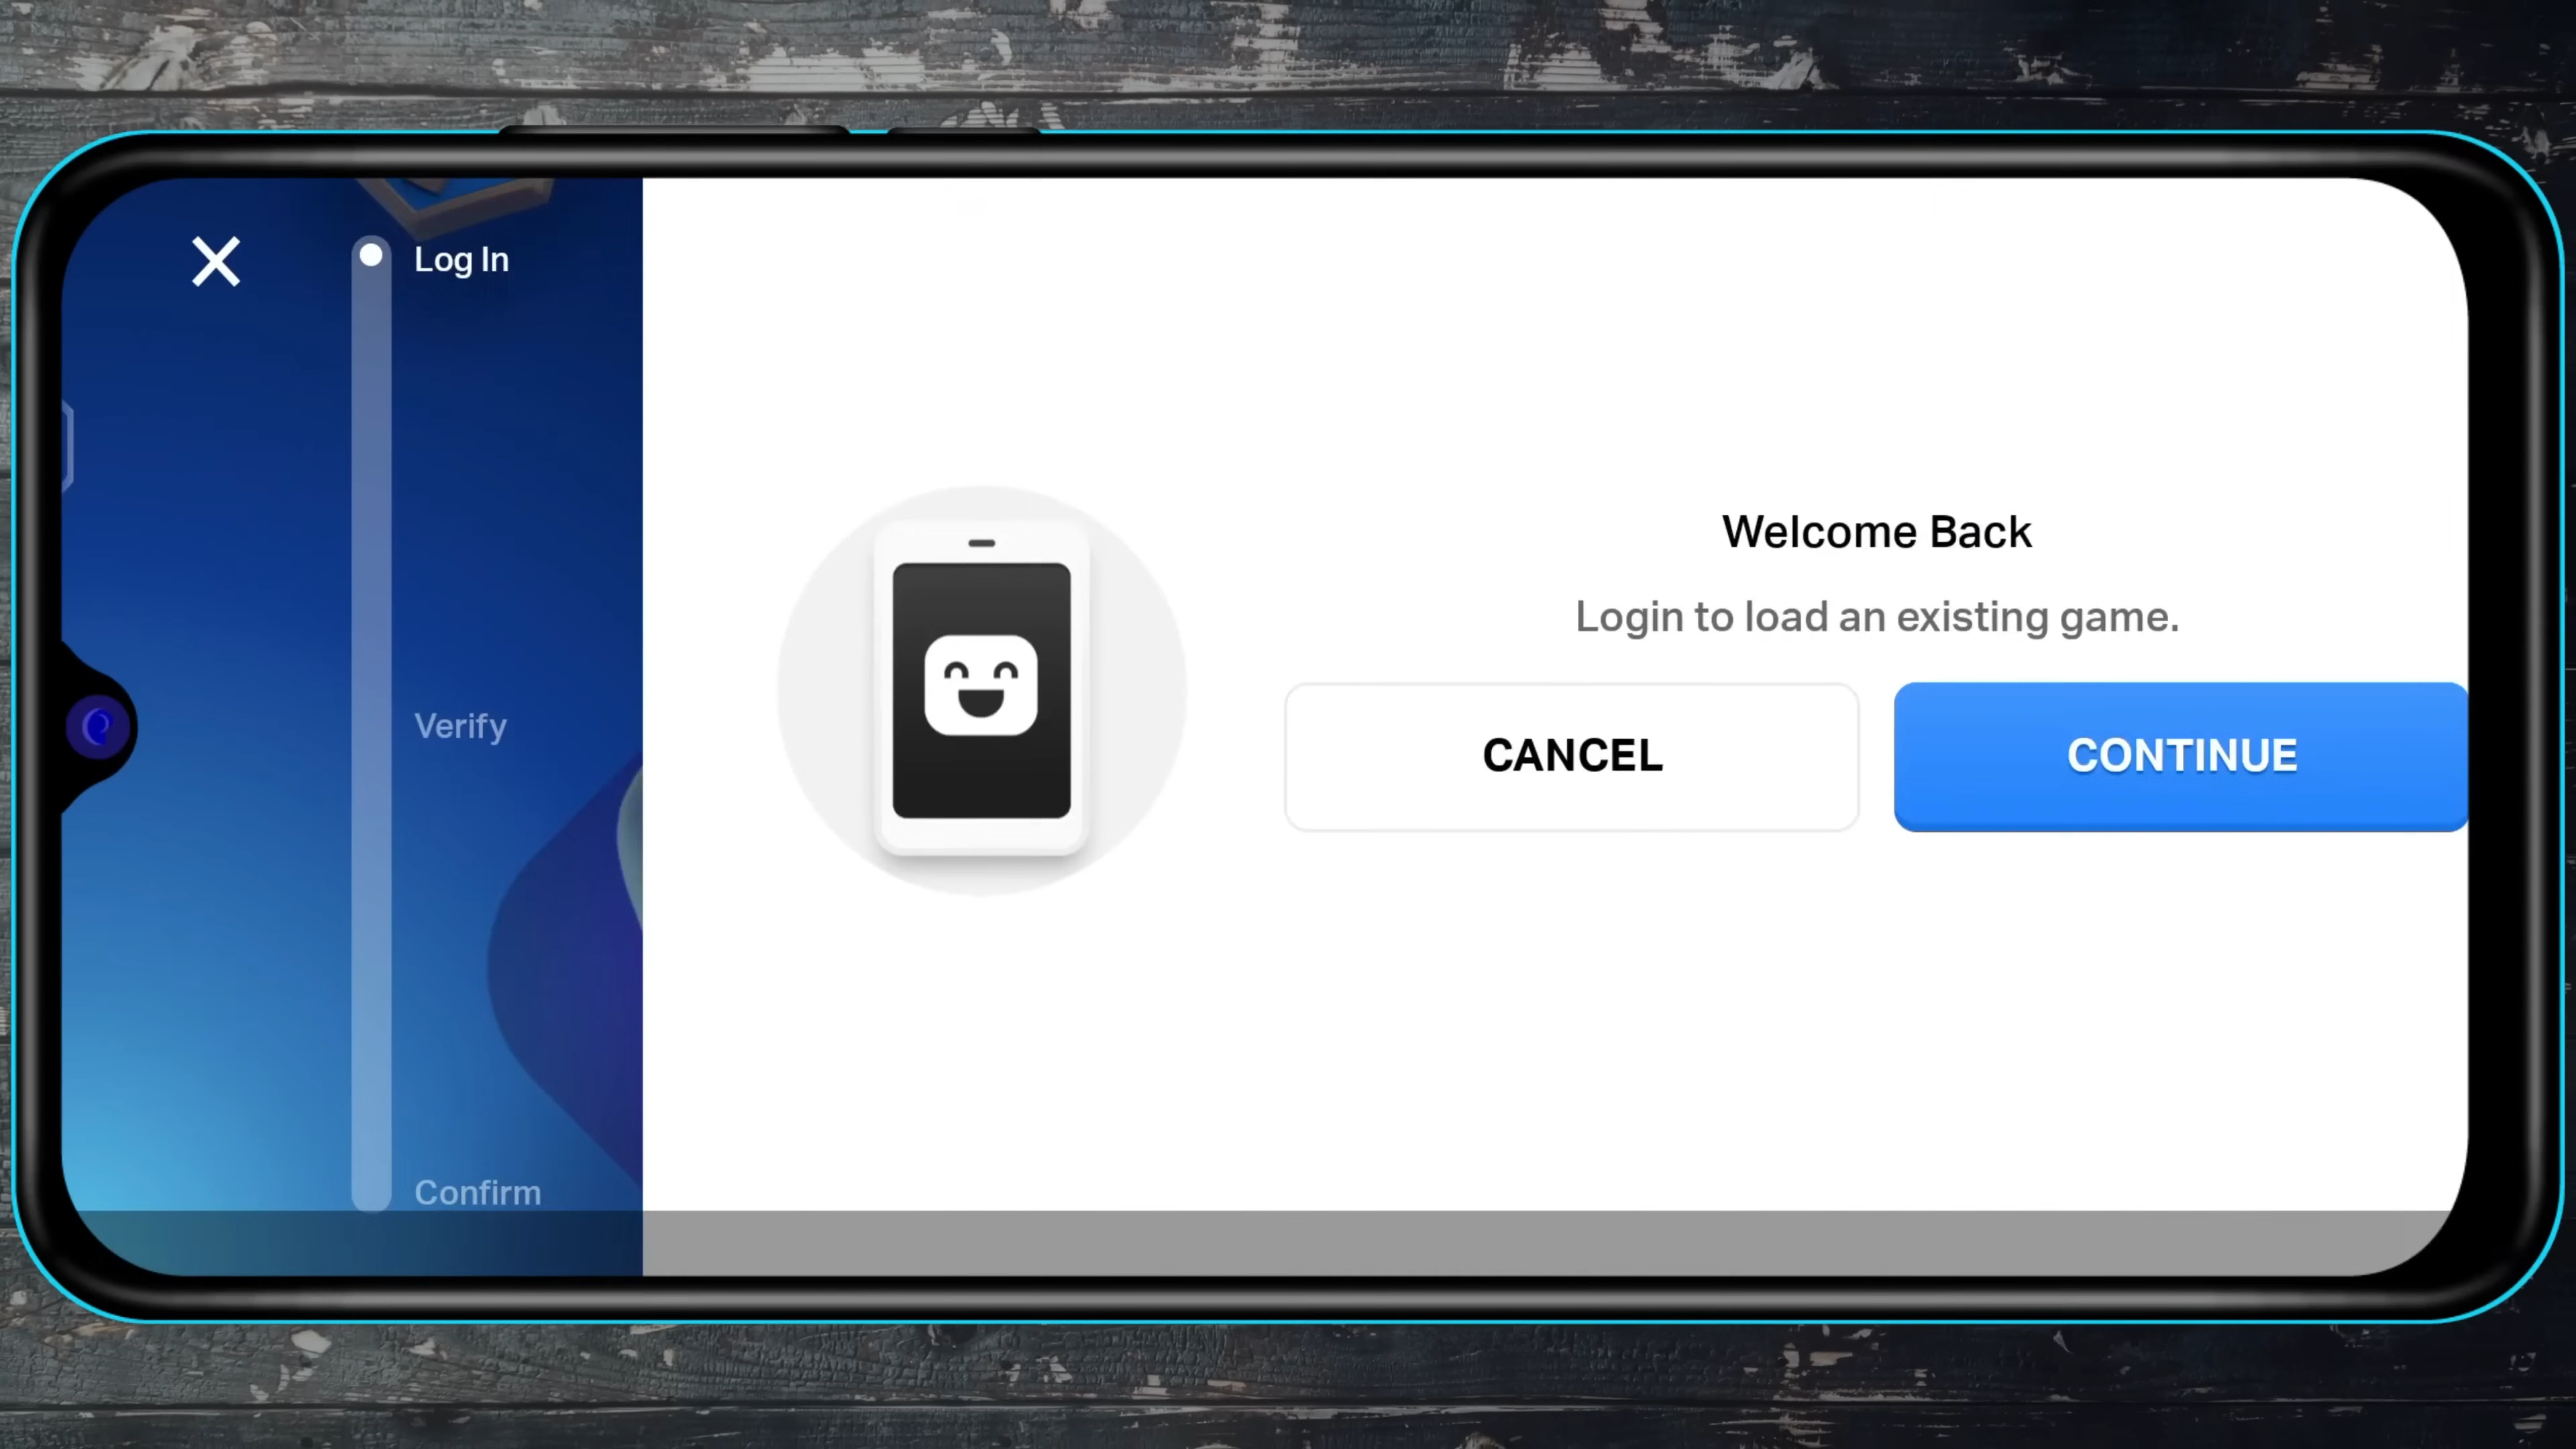 Log In
Verify
Confirm
Welcome Back
Login to load an existing game.
CANCEL
CONTINUE